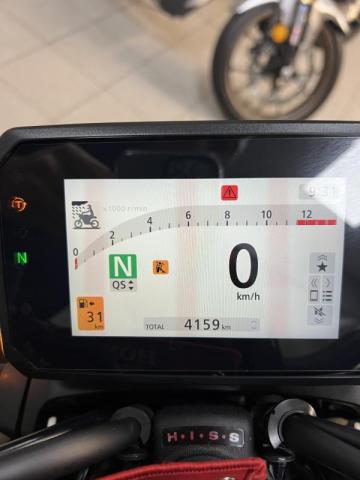 x1000 r/min
9:31
0 2 4 6 8 10 12
T
N
N
QS
0
km/h
31
km
TOTAL 4159 km
H·I·S·S